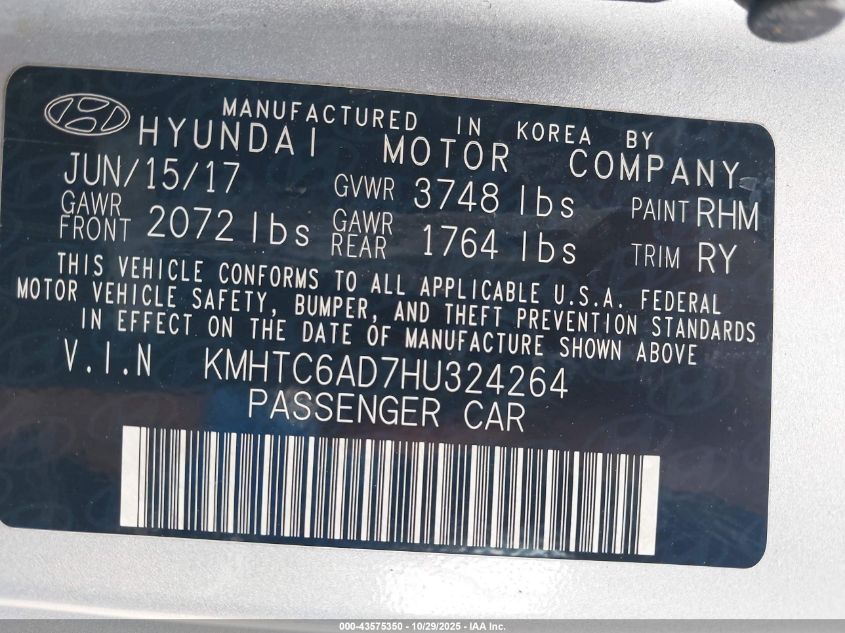 MANUFACTURED IN KOREA BY
HYUNDAI MOTOR COMPANY
JUN/15/17 GVWR 3748 lbs PAINT RHM
GAWR FRONT 2072 lbs GAWR REAR 1764 lbs TRIM RY
THIS VEHICLE CONFORMS TO ALL APPLICABLE U.S.A. FEDERAL
MOTOR VEHICLE SAFETY, BUMPER, AND THEFT PREVENTION STANDARDS
IN EFFECT ON THE DATE OF MANUFACTURE SHOWN ABOVE
V.I.N KMHTC6AD7HU324264
PASSENGER CAR
000-43575350 | 10/29/2025 - IAA Inc.